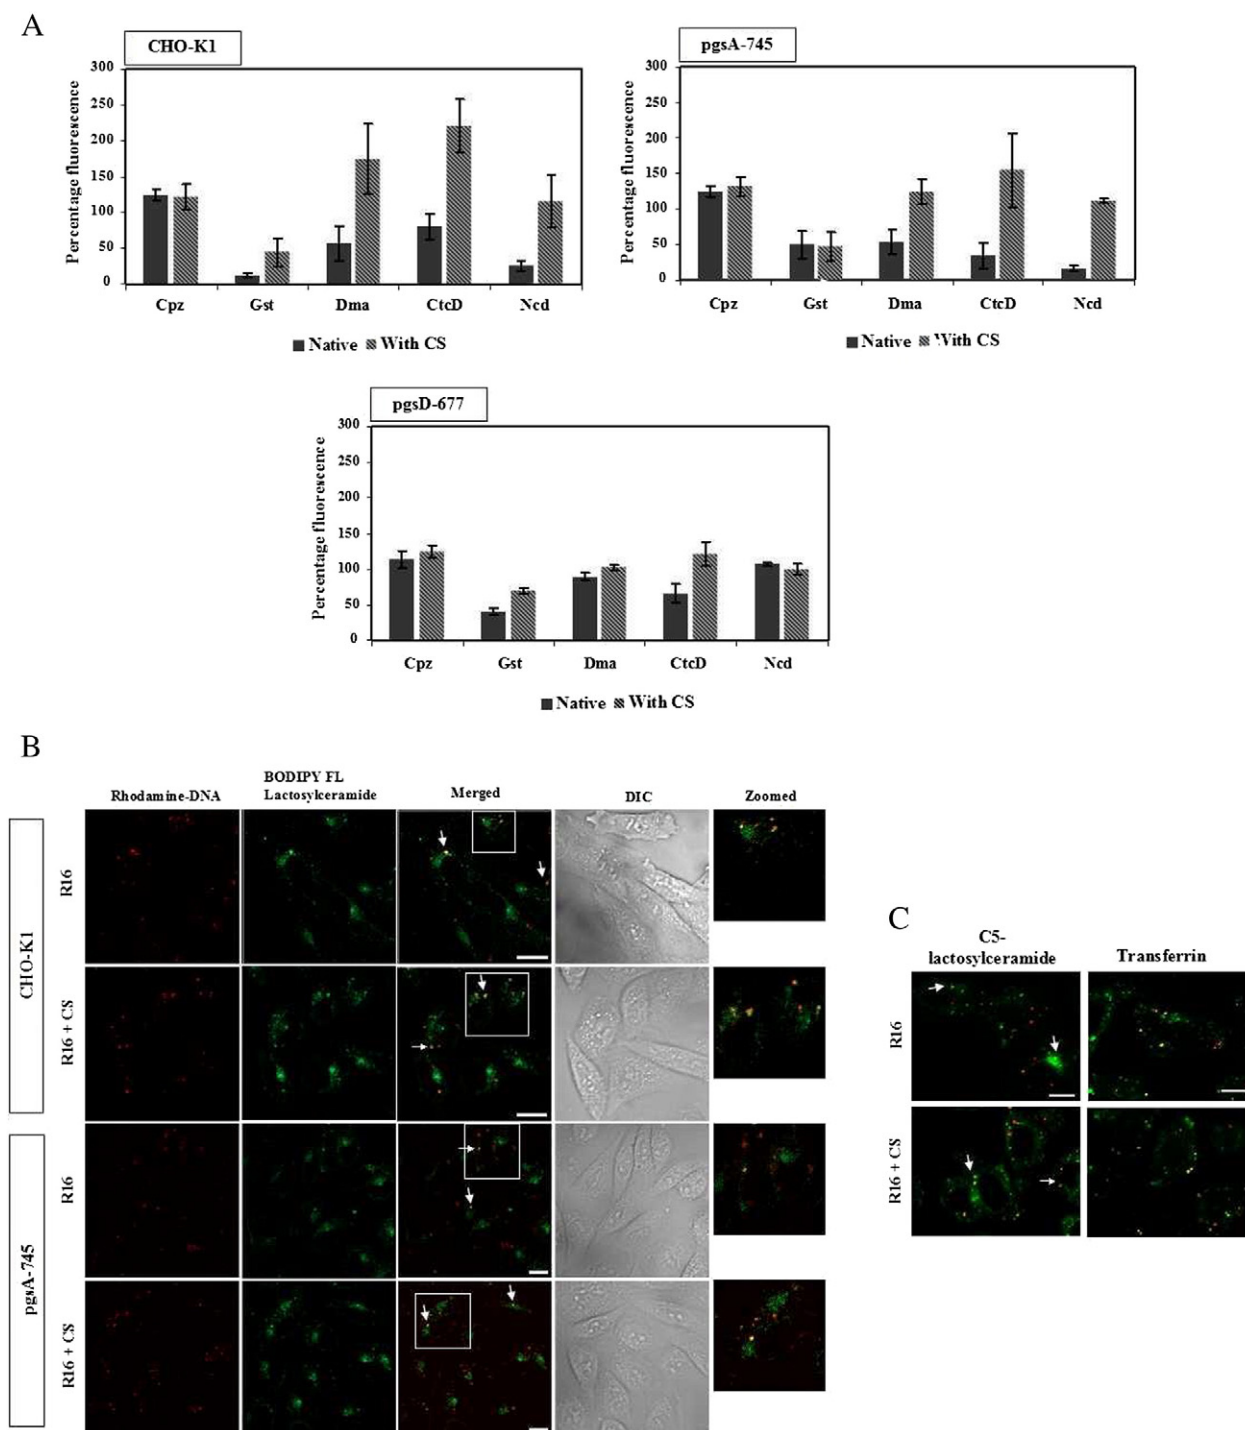 A
CHO-K1
300
250
200
150
100
50
0
Percentage fluorescence
Cpz Gst Dma CtcD Ncd
Native With CS
pgsA-745
300
250
200
150
100
50
0
Percentage fluorescence
Cpz Gst Dma CtcD Ncd
Native With CS
pgsD-677
300
250
200
150
100
50
0
Percentage fluorescence
Cpz Gst Dma CtcD Ncd
Native With CS
B
Rhodamine-DNA
BODIPY FL
Lactosylceramide
Merged
DIC
Zoomed
CHO-K1
R16
R16 + CS
pgsA-745
R16
R16 + CS
C
C5-
lactosylceramide
Transferrin
R16
R16 + CS